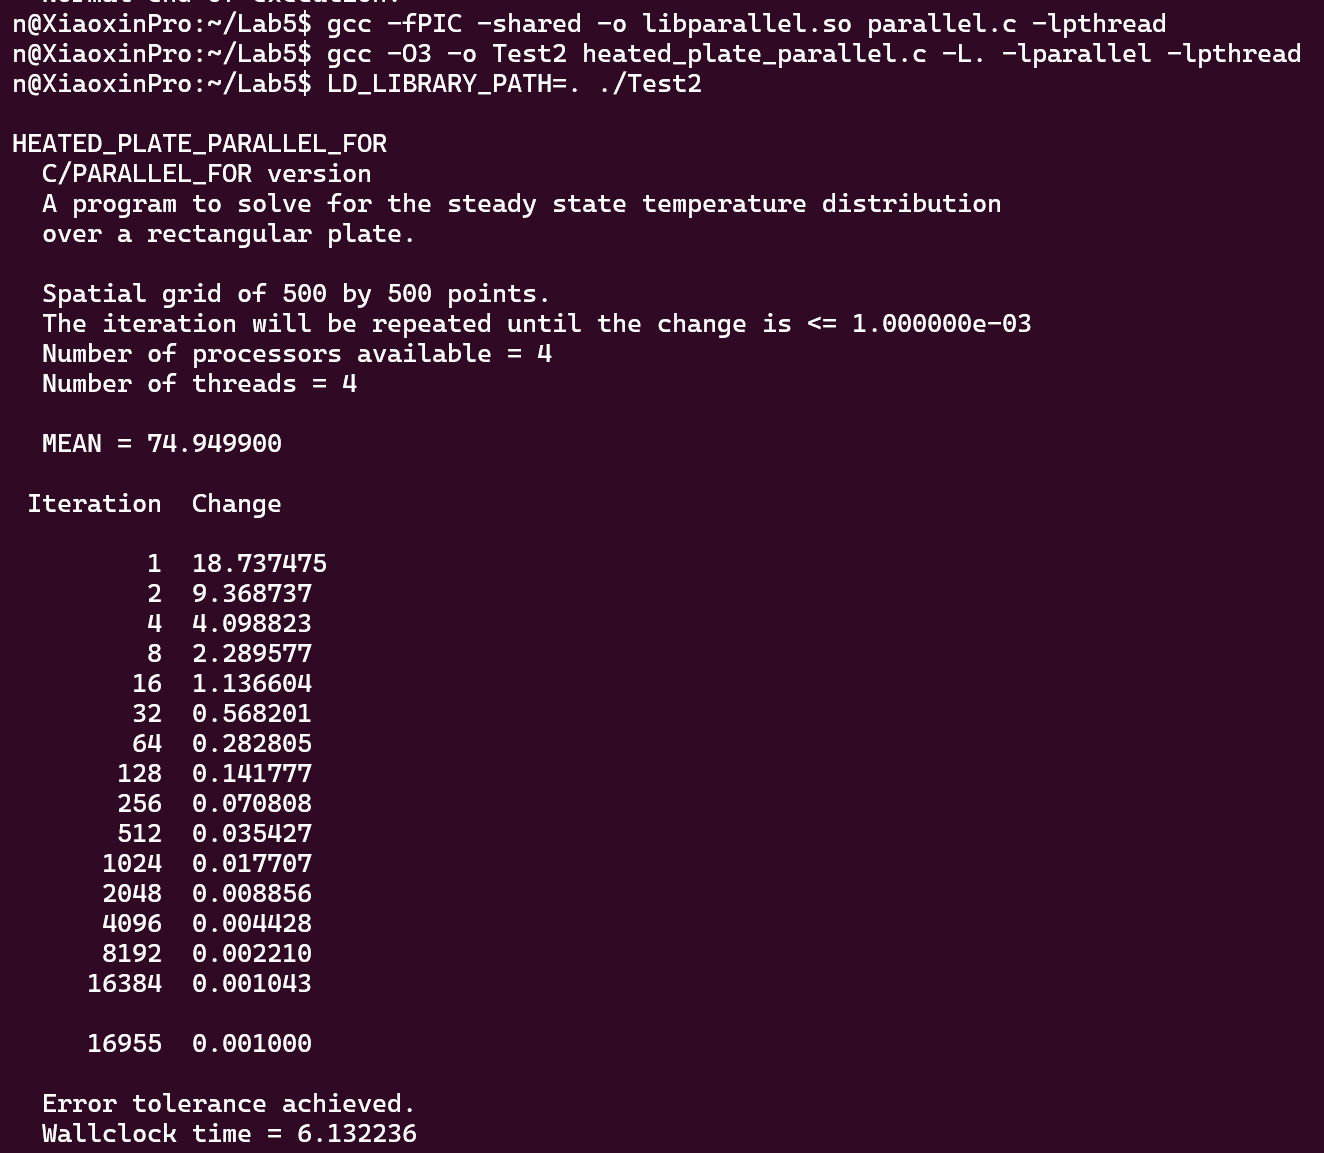 Normal end of execution.
n@XiaoxinPro:~/Lab5$ gcc -fPIC -shared -o libparallel.so parallel.c -lpthread
n@XiaoxinPro:~/Lab5$ gcc -O3 -o Test2 heated_plate_parallel.c -L. -lparallel -lpthread
n@XiaoxinPro:~/Lab5$ LD_LIBRARY_PATH=. ./Test2
HEATED_PLATE_PARALLEL_FOR
C/PARALLEL_FOR version
A program to solve for the steady state temperature distribution
over a rectangular plate.
Spatial grid of 500 by 500 points.
The iteration will be repeated until the change is <= 1.000000e-03
Number of processors available = 4
Number of threads = 4
MEAN = 74.949900
Iteration  Change
1  18.737475
2  9.368737
4  4.098823
8  2.289577
16  1.136604
32  0.568201
64  0.282805
128  0.141777
256  0.070808
512  0.035427
1024  0.017707
2048  0.008856
4096  0.004428
8192  0.002210
16384  0.001043
16955  0.001000
Error tolerance achieved.
Wallclock time = 6.132236